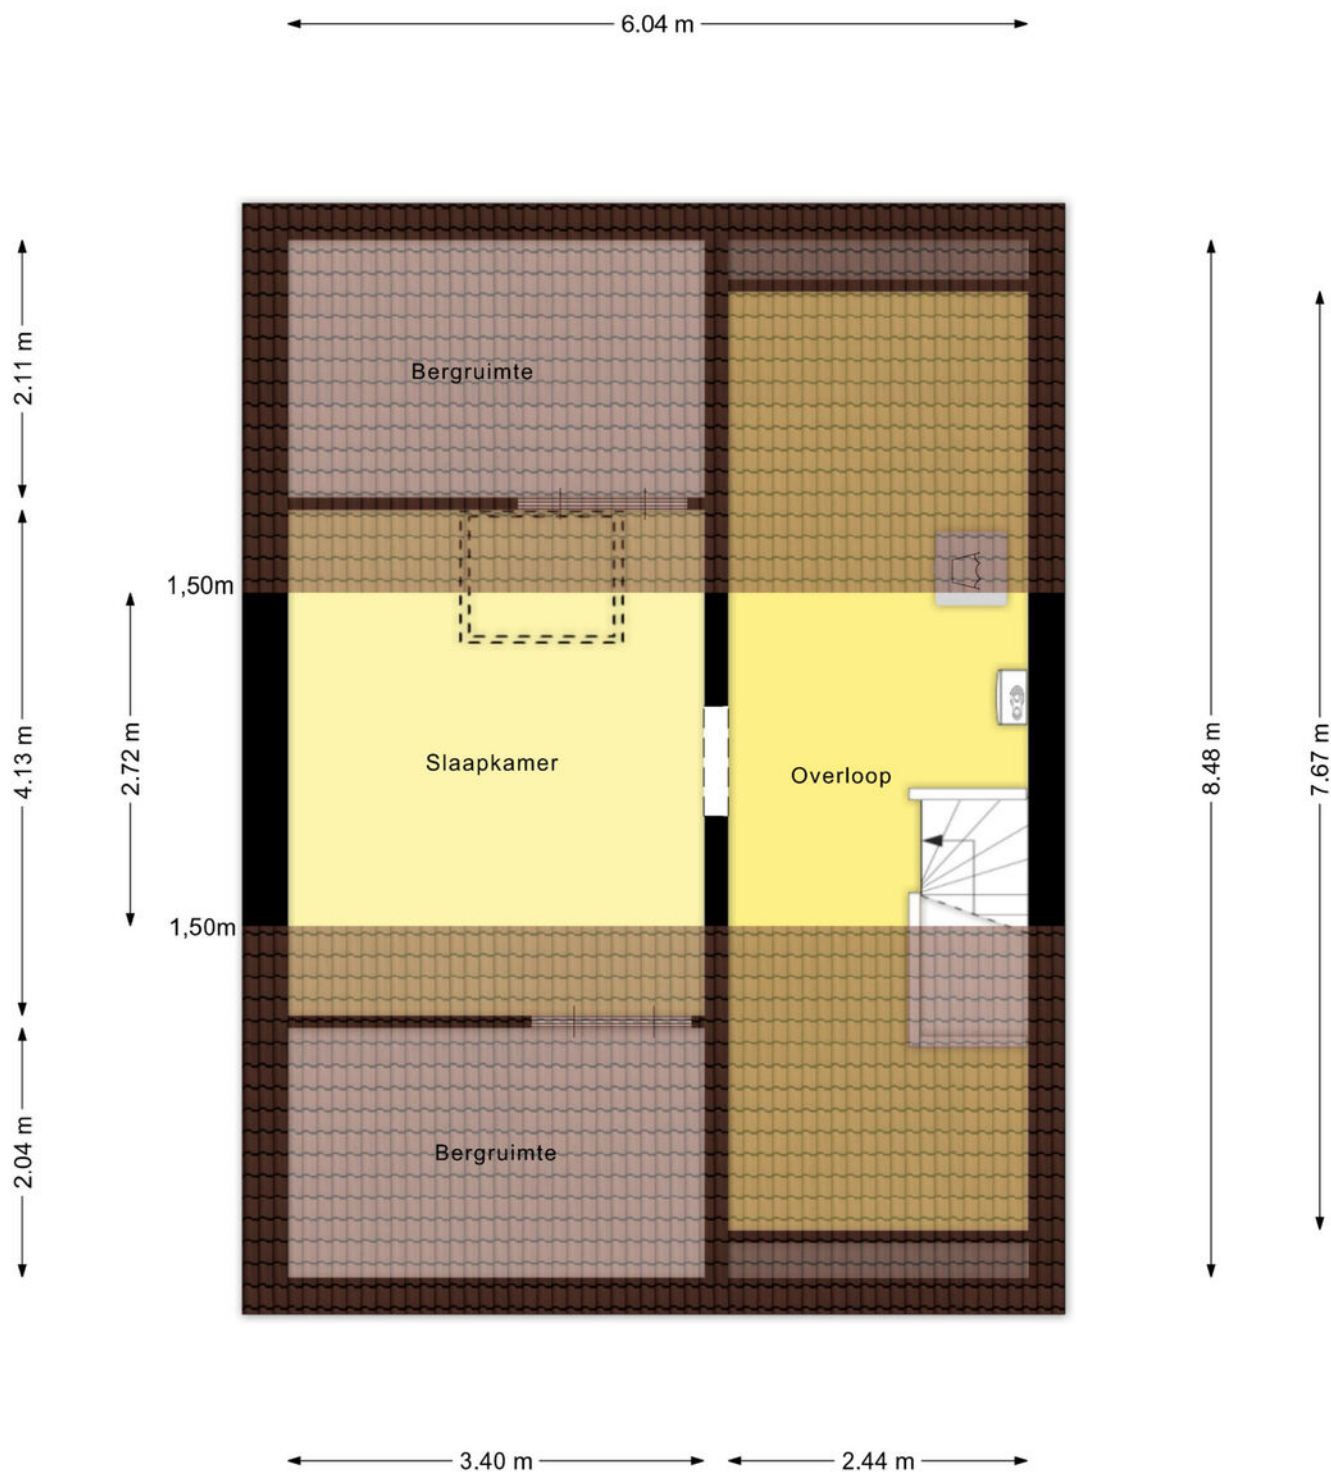 6.04 m
2.11 m
Bergruimte
1,50m
4.13 m
2.72 m
Slaapkamer
Overloop
8.48 m
7.67 m
1,50m
2.04 m
Bergruimte
3.40 m
2.44 m